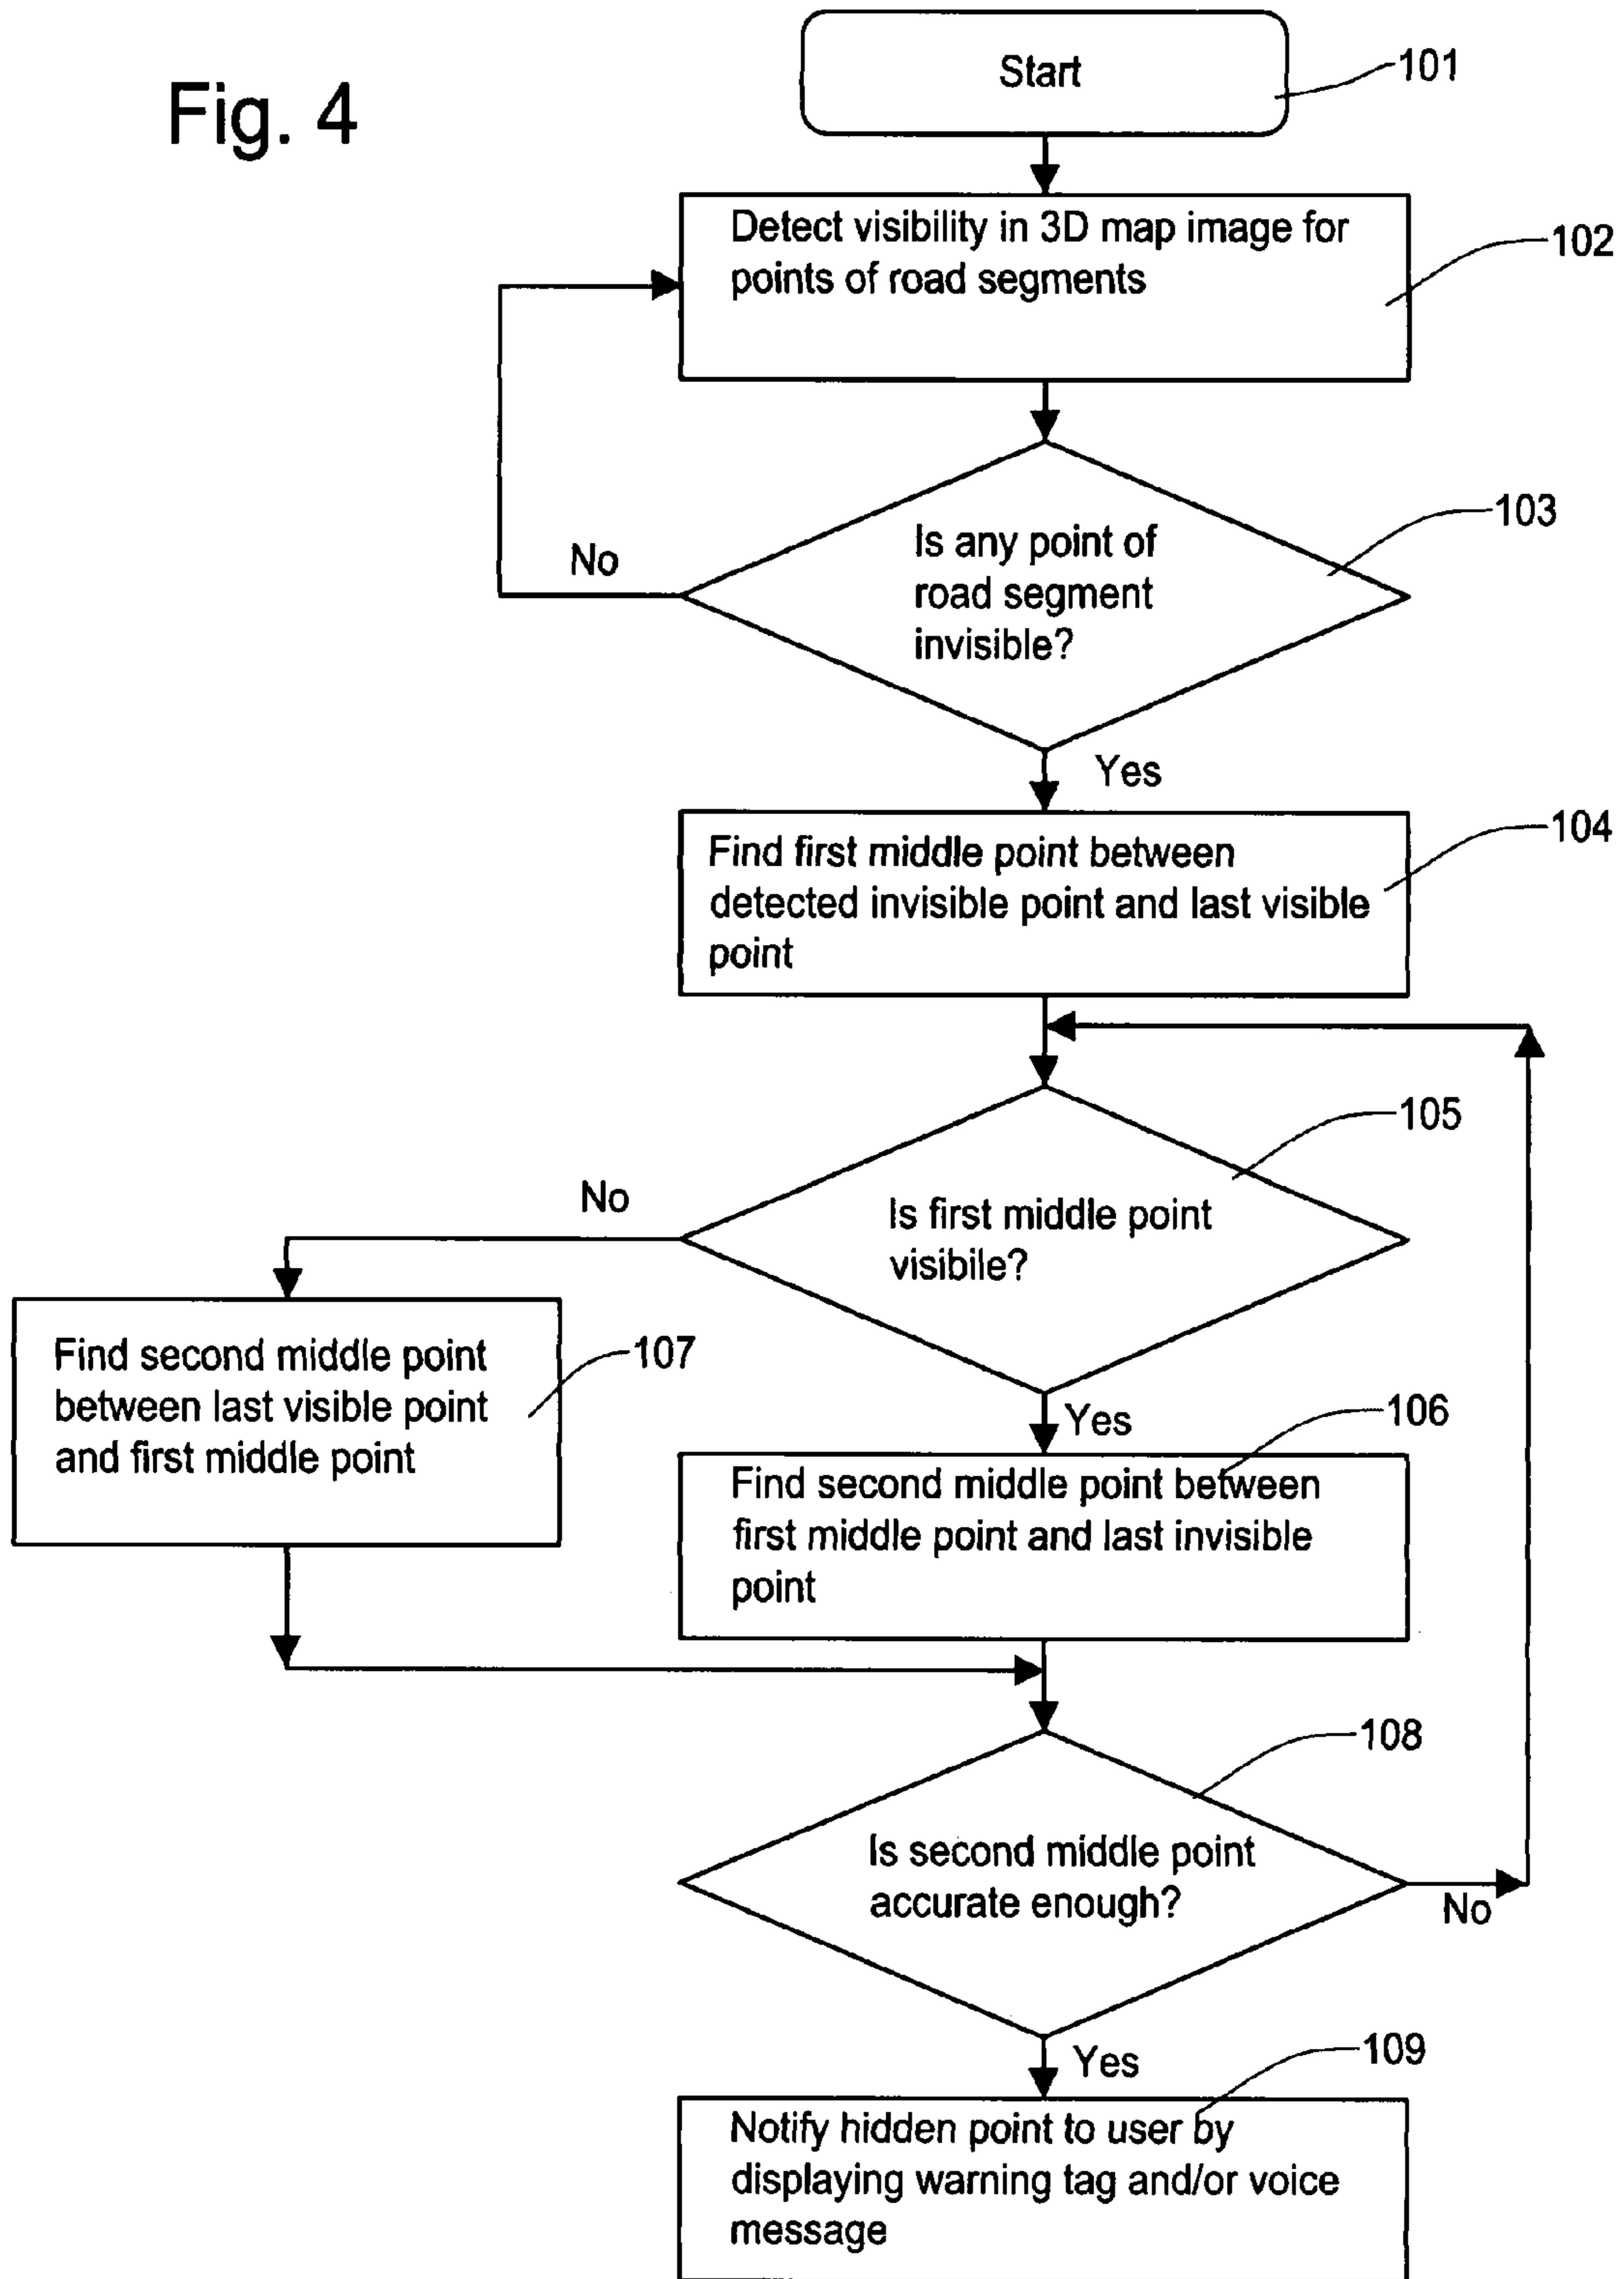 Fig. 4
Start
101
Detect visibility in 3D map image for
points of road segments
102
Is any point of
road segment
invisible?
103
No
Yes
Find first middle point between
detected invisible point and last visible
point
104
Is first middle point
visibile?
105
No
Yes
Find second middle point
between last visible point
and first middle point
107
Find second middle point between
first middle point and last invisible
point
106
Is second middle point
accurate enough?
108
No
Yes
Notify hidden point to user by
displaying warning tag and/or voice
message
109